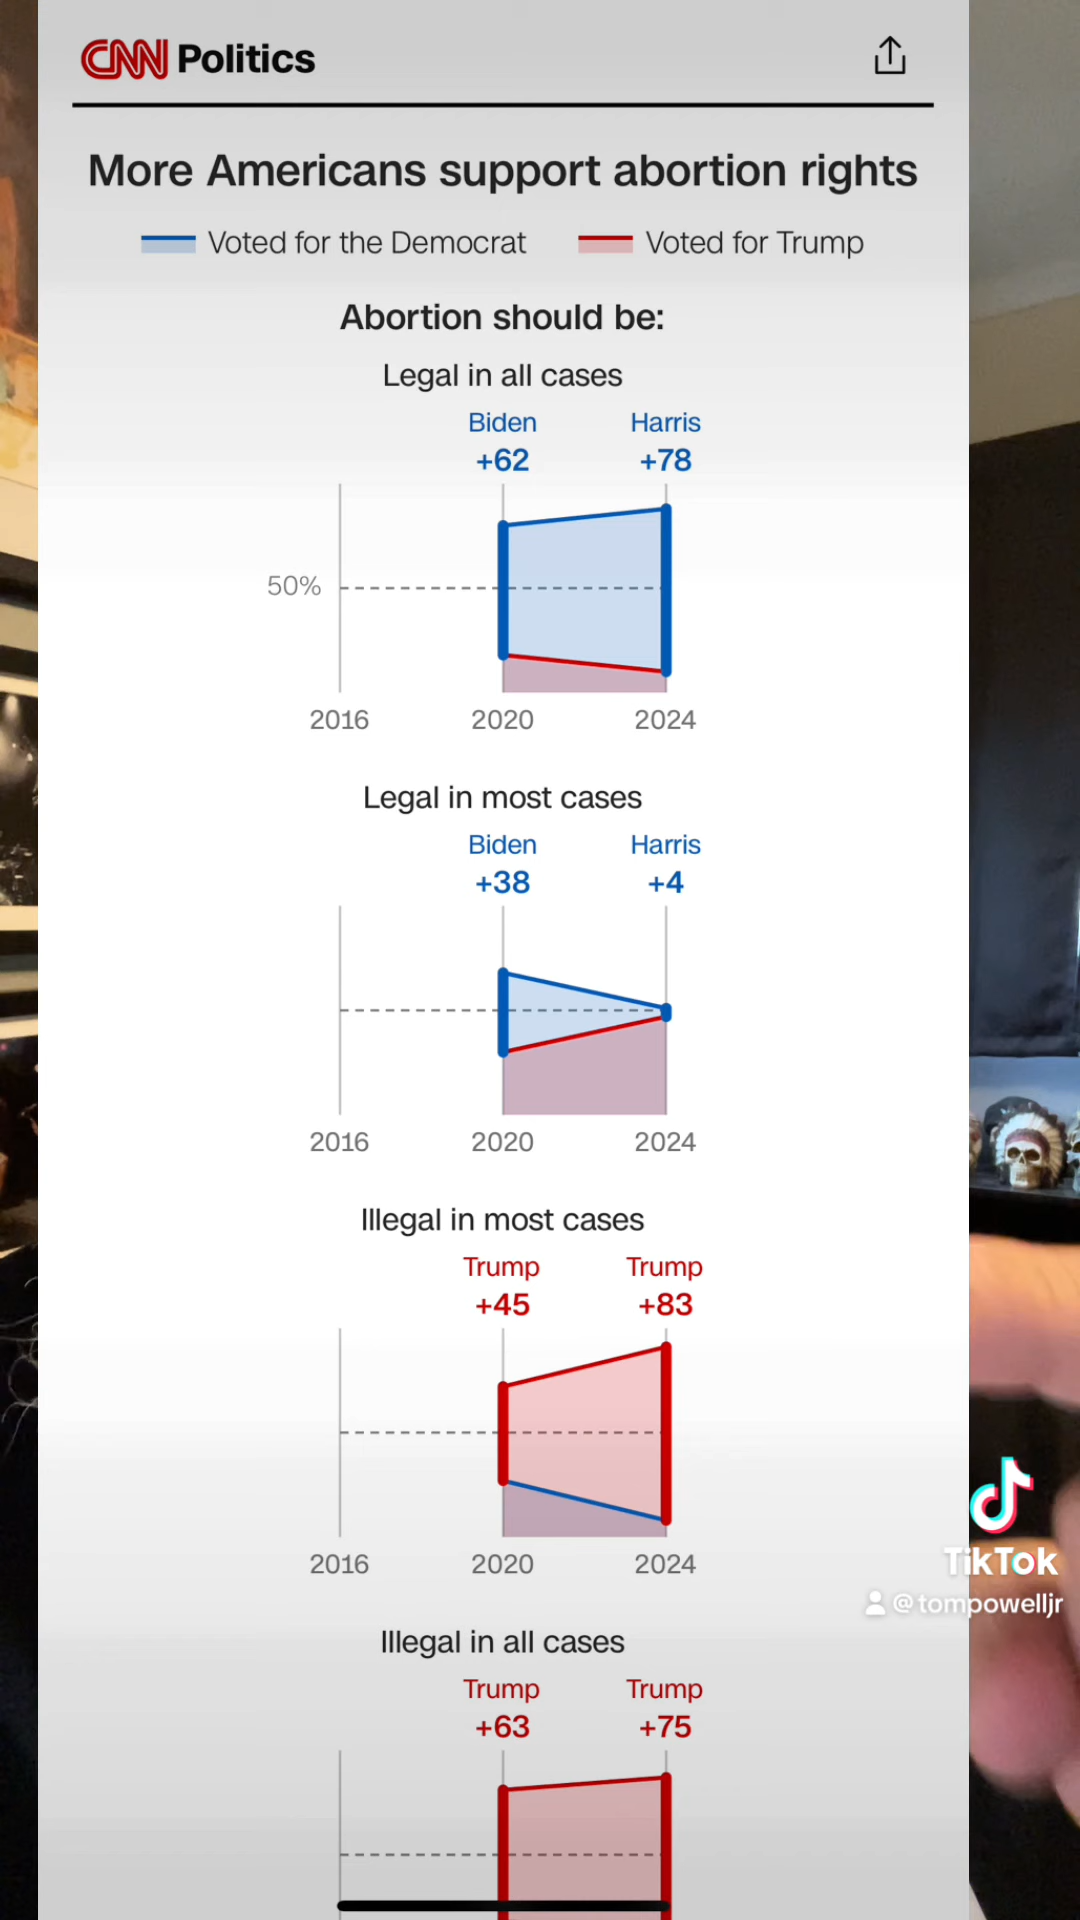 CNN Politics
More Americans support abortion rights
Voted for the Democrat Voted for Trump
Abortion should be:
Legal in all cases
Biden Harris
+62 +78
50%
2016 2020 2024
Legal in most cases
Biden Harris
+38 +4
2016 2020 2024
Illegal in most cases
Trump Trump
+45 +83
2016 2020 2024
TikTok
@tompowelljr
Illegal in all cases
Trump Trump
+63 +75